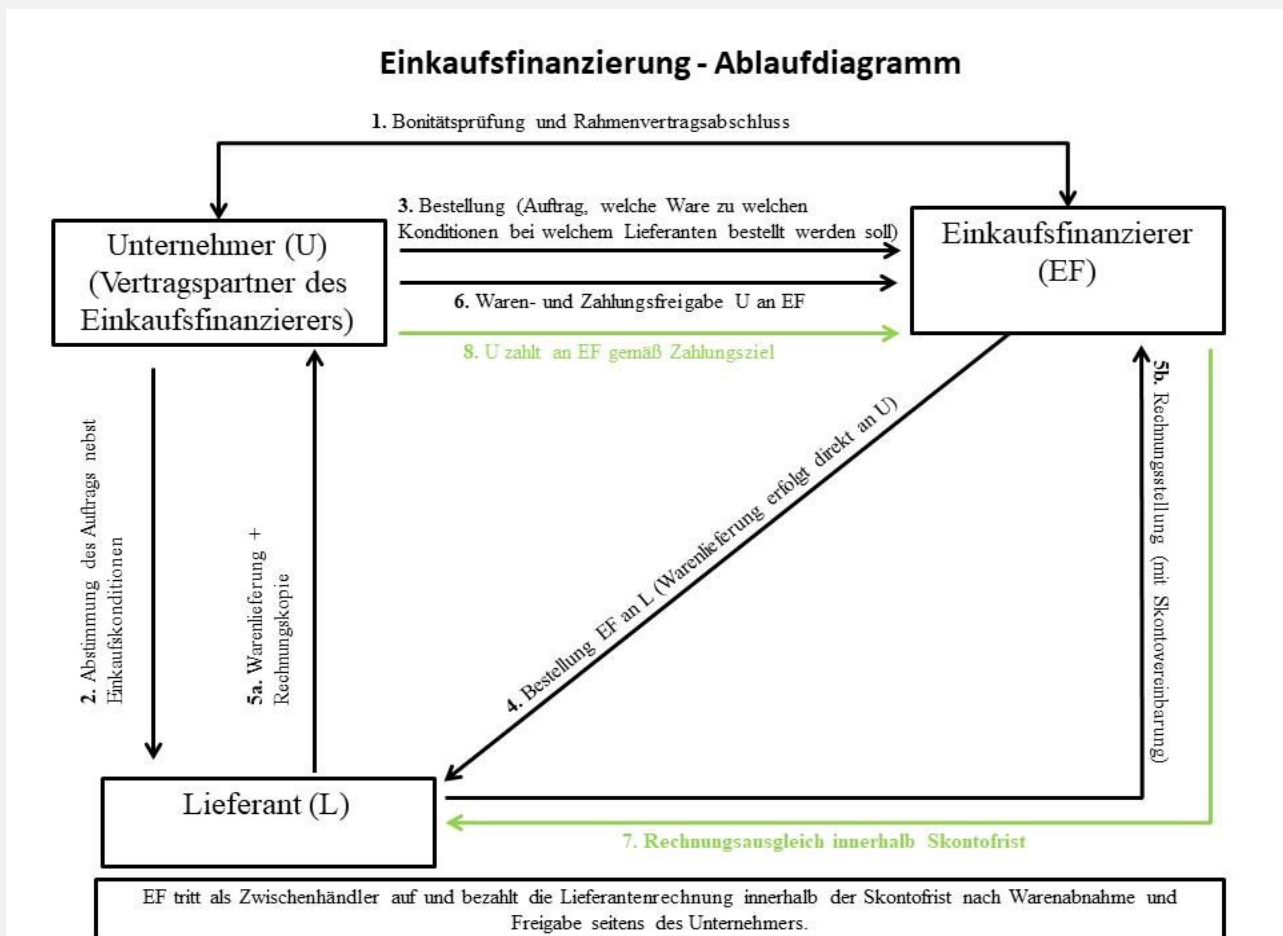 Einkaufsfinanzierung - Ablaufdiagramm
1. Bonitätsprüfung und Rahmenvertragsabschluss
Unternehmer (U)
(Vertragspartner des
Einkaufsfinanzierers)
3. Bestellung (Auftrag, welche Ware zu welchen
Konditionen bei welchem Lieferanten bestellt werden soll)
6. Waren- und Zahlungsfreigabe U an EF
8. U zahlt an EF gemäß Zahlungsziel
Einkaufsfinanzierer
(EF)
2. Abstimmung des Auftrags nebst
Einkaufskonditionen
5a. Warenlieferung +
Rechnungskopie
4. Bestellung EF an L (Warenlieferung erfolgt direkt an U)
5b. Rechnungsstellung (mit Skontovereinbarung)
Lieferant (L)
7. Rechnungsausgleich innerhalb Skontofrist
EF tritt als Zwischenhändler auf und bezahlt die Lieferantenrechnung innerhalb der Skontofrist nach Warenabnahme und
Freigabe seitens des Unternehmers.